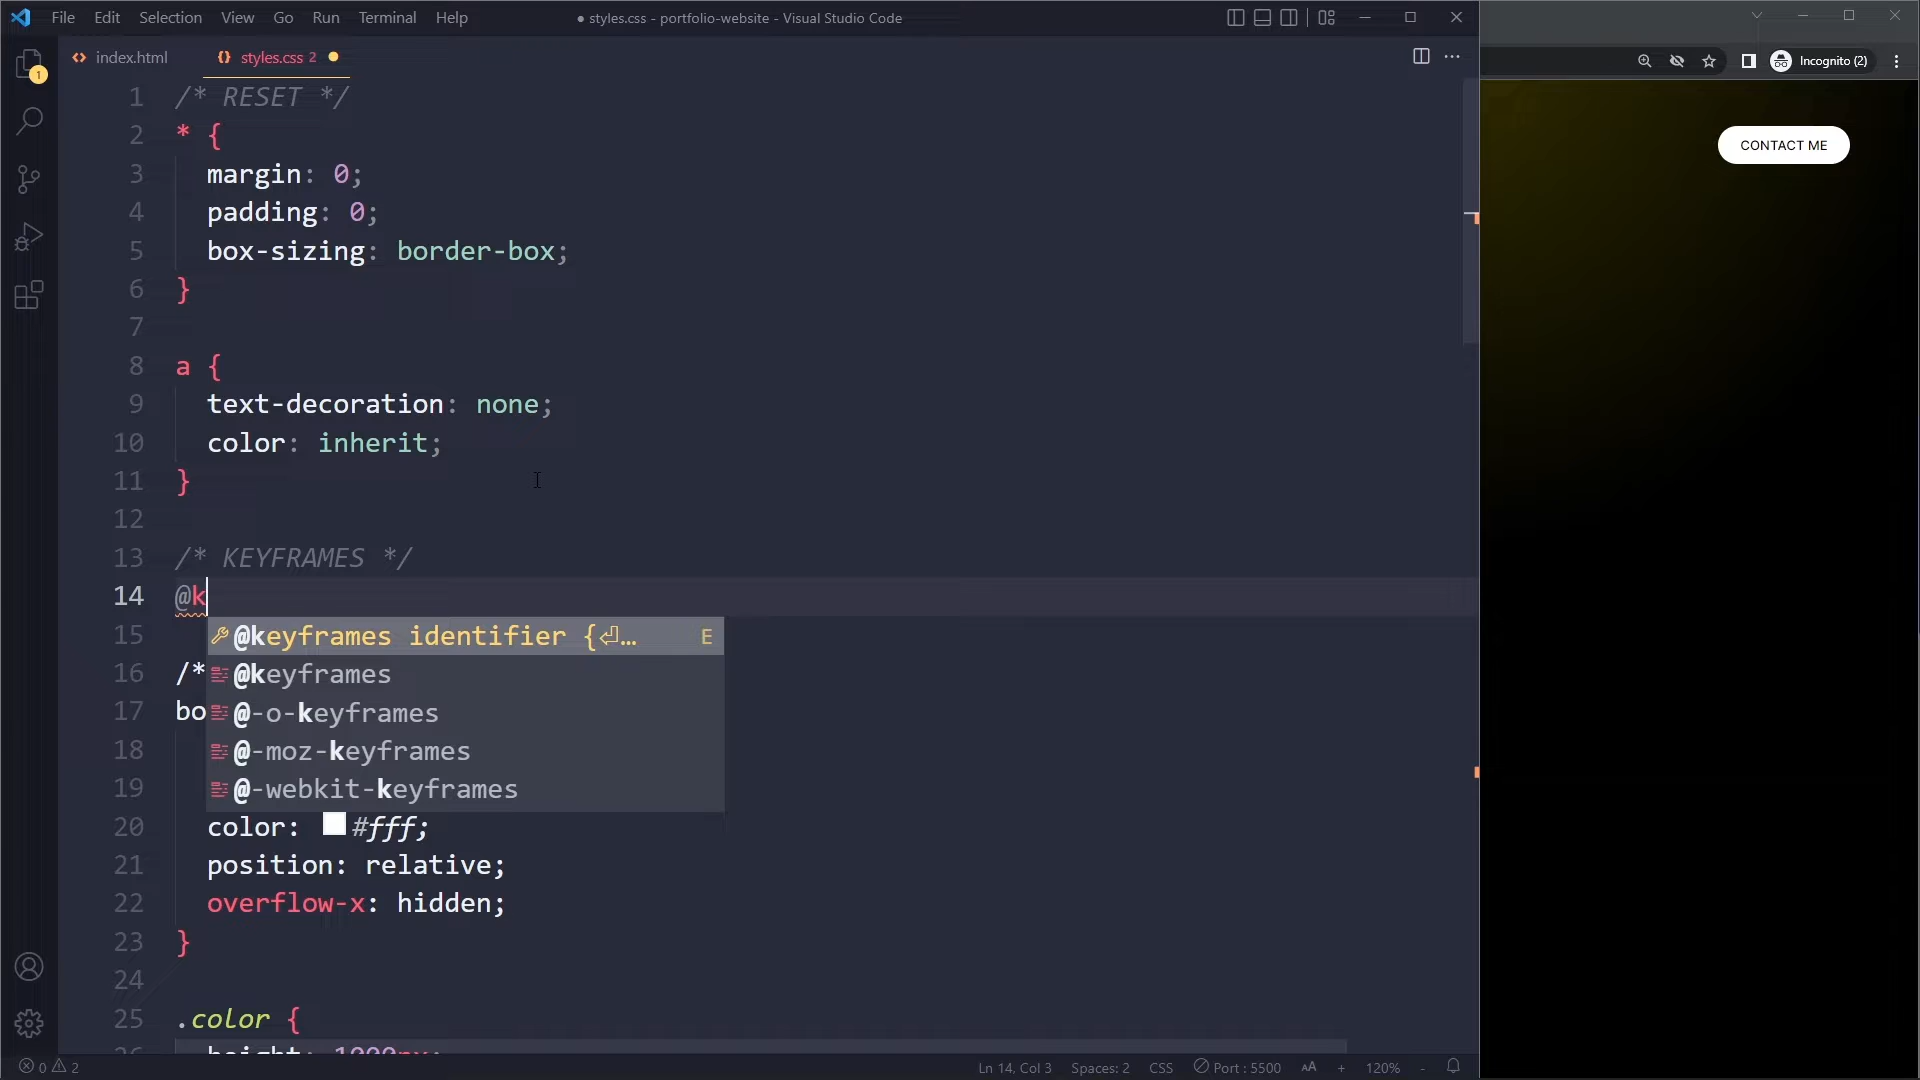 File Edit Selection View Go Run Terminal Help
● styles.css - portfolio-website - Visual Studio Code
Incognito (2)
1
index.html
styles.css 2
1 /* RESET */
2 * {
3 margin: 0;
4 padding: 0;
5 box-sizing: border-box;
6 }
7
8 a {
9 text-decoration: none;
10 color: inherit;
11 }
12
13 /* KEYFRAMES */
14 @k
@keyframes identifier {⏎… E
@keyframes
@-o-keyframes
@-moz-keyframes
@-webkit-keyframes
15
16 /*
17 bo
18
19
20 color: #fff;
21 position: relative;
22 overflow-x: hidden;
23 }
24
25 .color {
CONTACT ME
0 2
Ln 14, Col 3 Spaces: 2 CSS Port : 5500 AA + 120% -